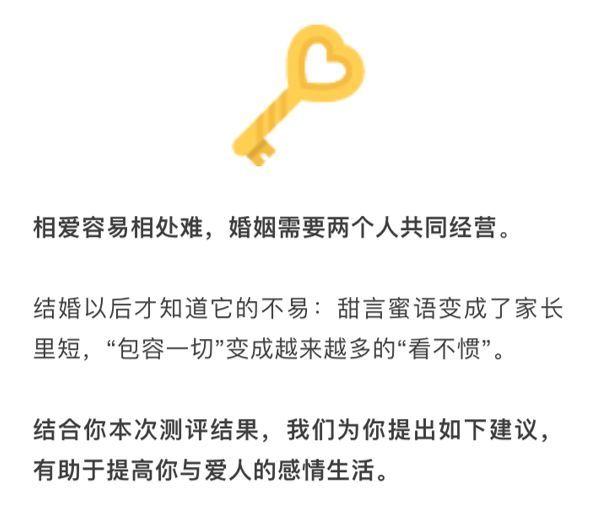 相爱容易相处难，婚姻需要两个人共同经营。
结婚以后才知道它的不易：甜言蜜语变成了家长
里短，“包容一切”变成越来越多的“看不惯”。
结合你本次测评结果，我们为你提出如下建议，
有助于提高你与爱人的感情生活。